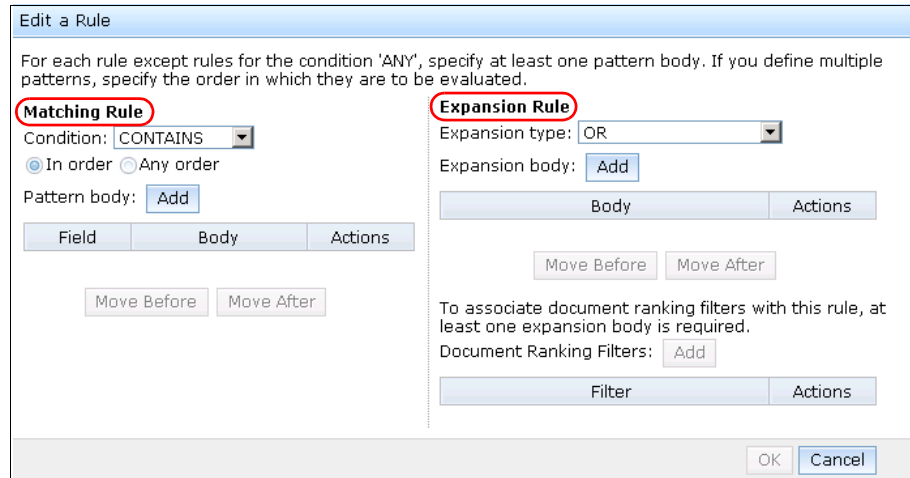 Edit a Rule
For each rule except rules for the condition 'ANY', specify at least one pattern body. If you define multiple
patterns, specify the order in which they are to be evaluated.
Matching Rule
Condition: CONTAINS
In order Any order
Pattern body: Add
Field Body Actions
Move Before Move After
Expansion Rule
Expansion type: OR
Expansion body: Add
Body Actions
Move Before Move After
To associate document ranking filters with this rule, at
least one expansion body is required.
Document Ranking Filters: Add
Filter Actions
OK Cancel